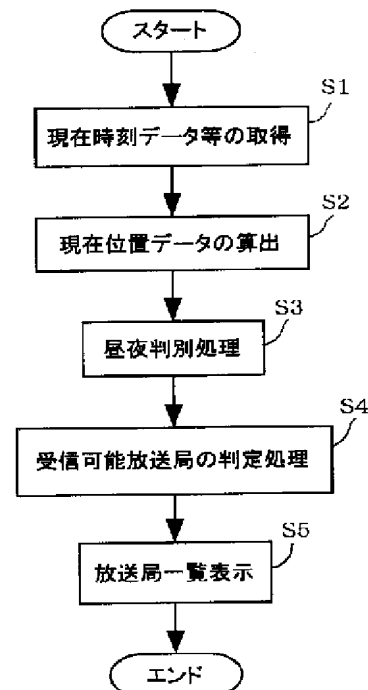 スタート
S1
現在時刻データ等の取得
S2
現在位置データの算出
S3
昼夜判別処理
S4
受信可能放送局の判定処理
S5
放送局一覧表示
エンド